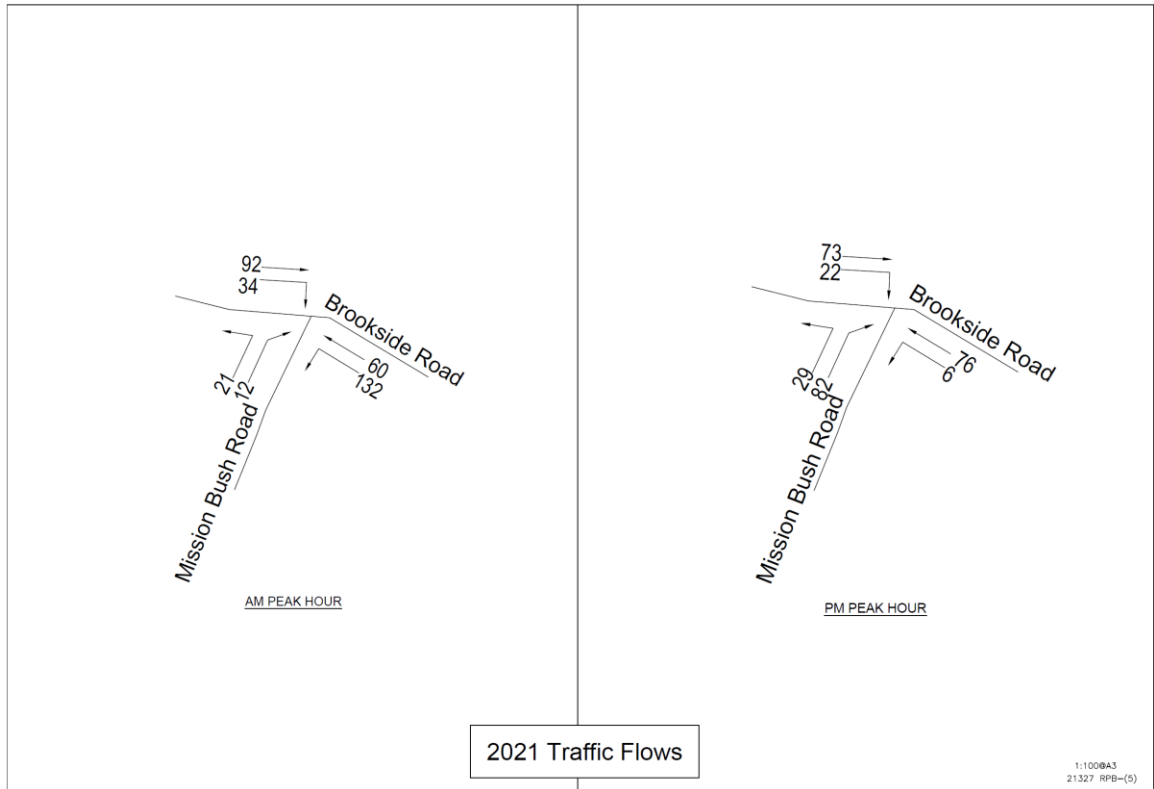 92
34
Brookside Road
60
132
21
12
Mission Bush Road
AM PEAK HOUR
73
22
Brookside Road
76
6
29
82
Mission Bush Road
PM PEAK HOUR
2021 Traffic Flows
1:100@A3
21327 RPB-(5)